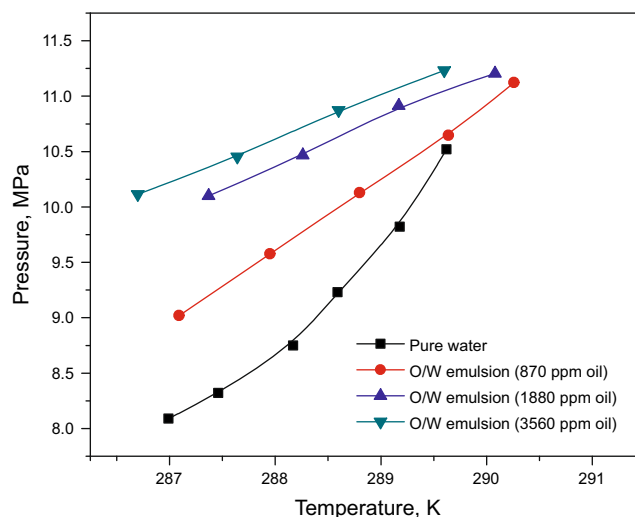 11.5
11.0
10.5
10.0
9.5
9.0
8.5
8.0
Pressure, MPa
Pure water
O/W emulsion (870 ppm oil)
O/W emulsion (1880 ppm oil)
O/W emulsion (3560 ppm oil)
287 288 289 290 291
Temperature, K